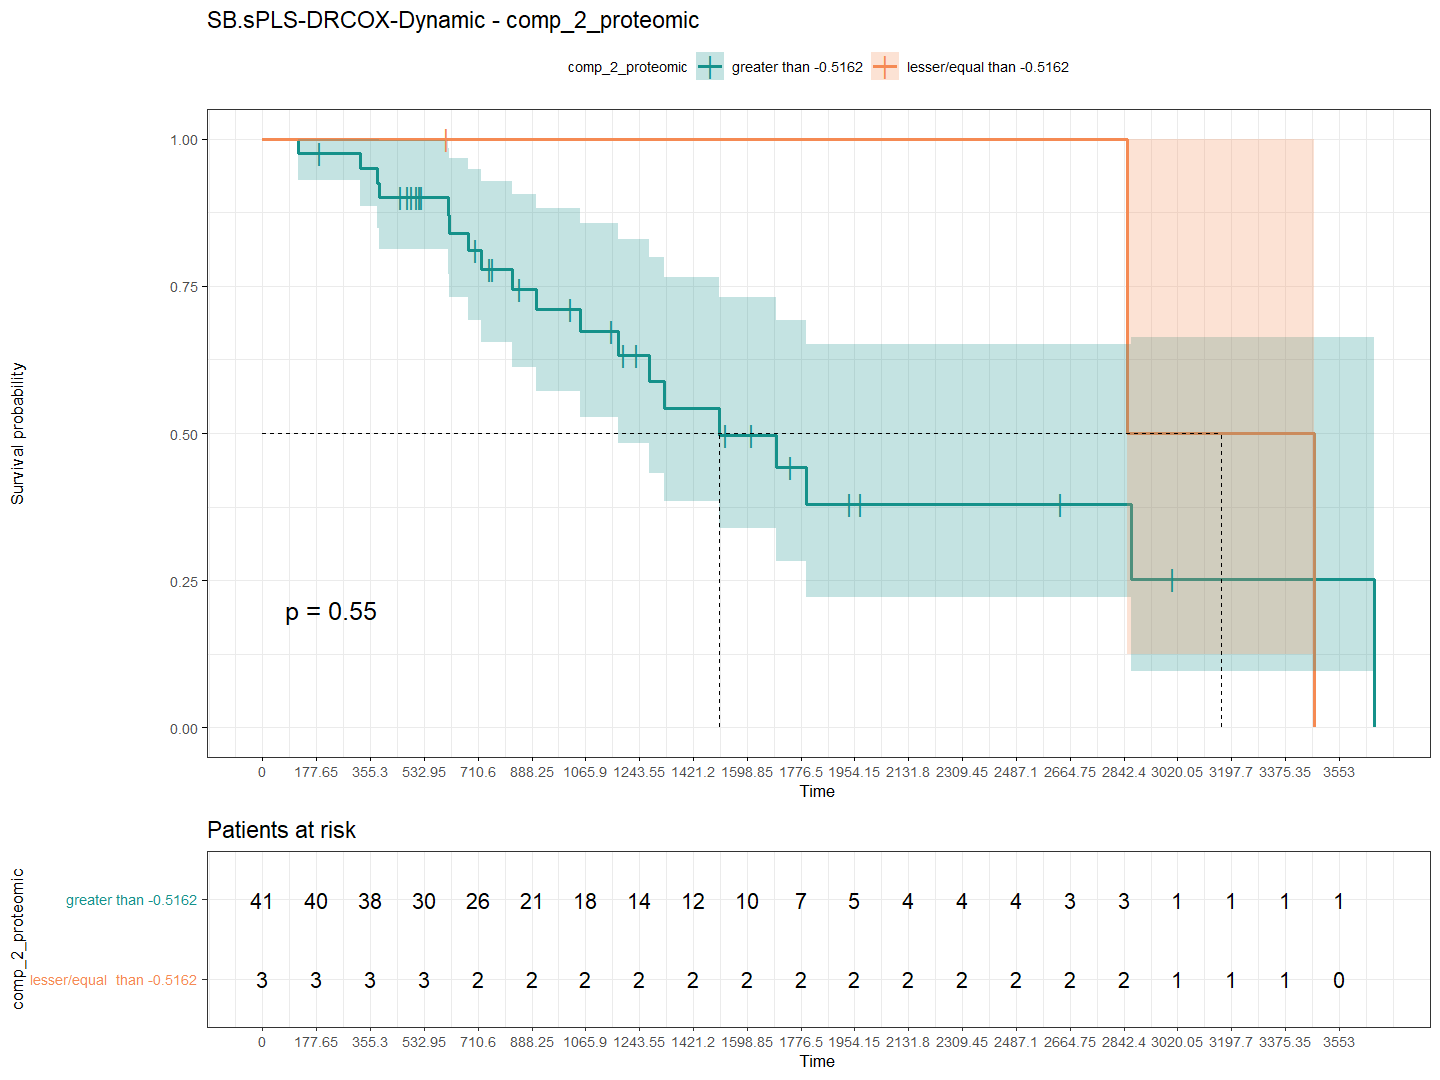 SB.sPLS-DRCOX-Dynamic - comp_2_proteomic
comp_2_proteomic greater than -0.5162 lesser/equal than -0.5162
Survival probability
1.00
0.75
0.50
0.25
0.00
p = 0.55
0 177.65 355.3 532.95 710.6 888.25 1065.9 1243.55 1421.2 1598.85 1776.5 1954.15 2131.8 2309.45 2487.1 2664.75 2842.4 3020.05 3197.7 3375.35 3553
Time
Patients at risk
comp_2_proteomic
greater than -0.5162 41 40 38 30 26 21 18 14 12 10 7 5 4 4 4 3 3 1 1 1 1
lesser/equal than -0.5162 3 3 3 3 2 2 2 2 2 2 2 2 2 2 2 2 2 1 1 1 0
0 177.65 355.3 532.95 710.6 888.25 1065.9 1243.55 1421.2 1598.85 1776.5 1954.15 2131.8 2309.45 2487.1 2664.75 2842.4 3020.05 3197.7 3375.35 3553
Time